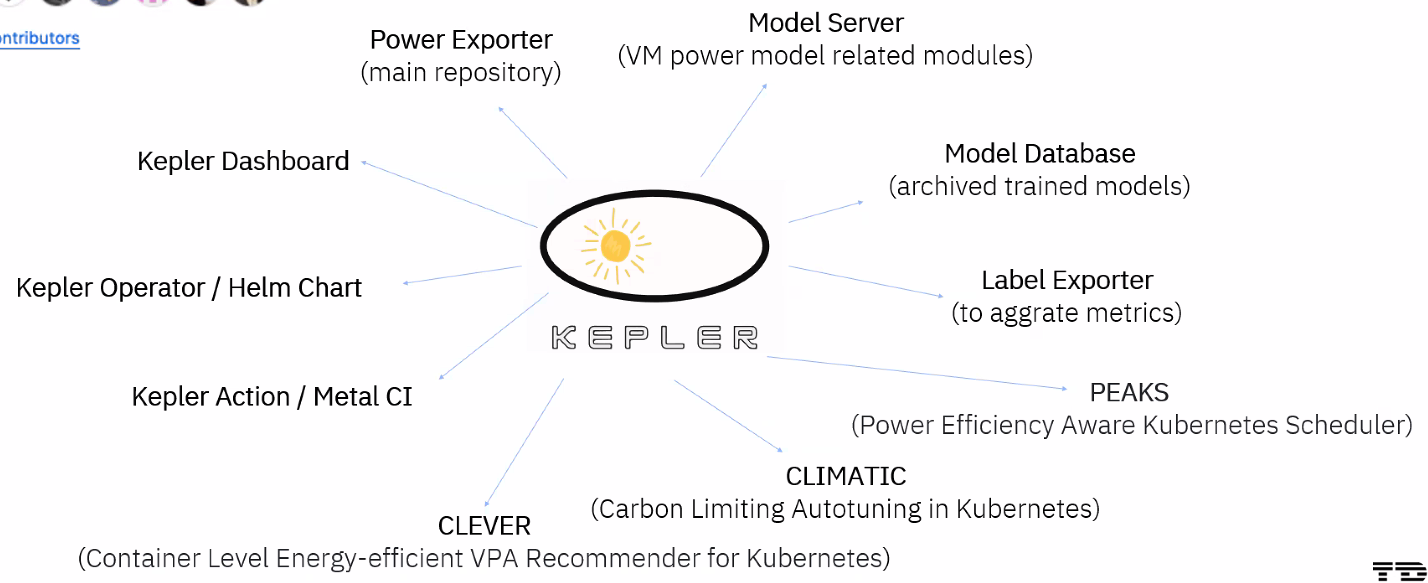 ontributors
Power Exporter
(main repository)
Model Server
(VM power model related modules)
Kepler Dashboard
Model Database
(archived trained models)
Kepler Operator / Helm Chart
KEPLER
Label Exporter
(to aggrate metrics)
Kepler Action / Metal CI
PEAKS
(Power Efficiency Aware Kubernetes Scheduler)
CLIMATIC
(Carbon Limiting Autotuning in Kubernetes)
CLEVER
(Container Level Energy-efficient VPA Recommender for Kubernetes)